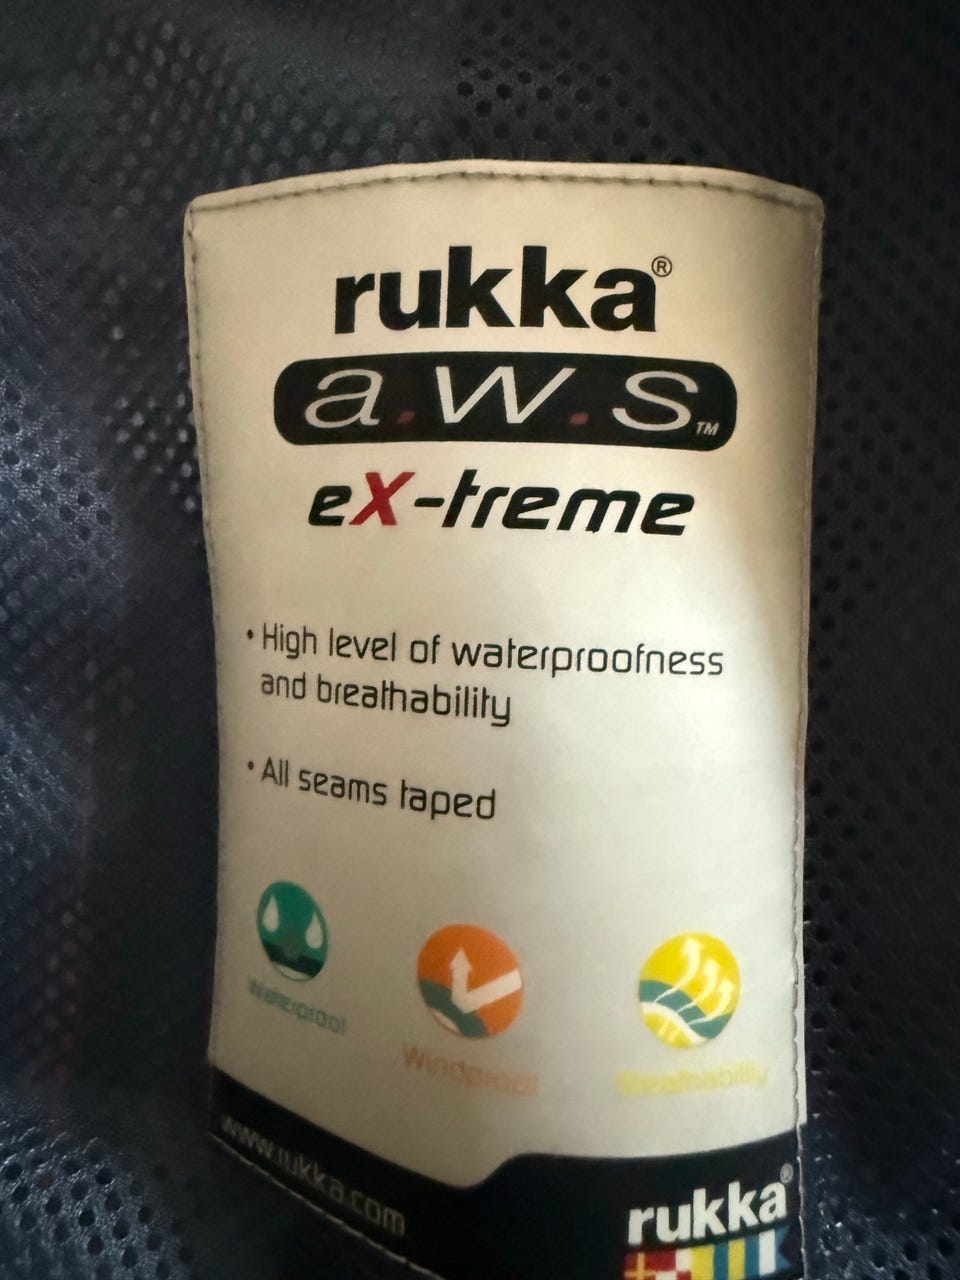 rukka®
a.w.s™
eX-treme
• High level of waterproofness
and breathability
• All seams taped
Waterproof
Windproof
Breathability
www.rukka.com
rukka®